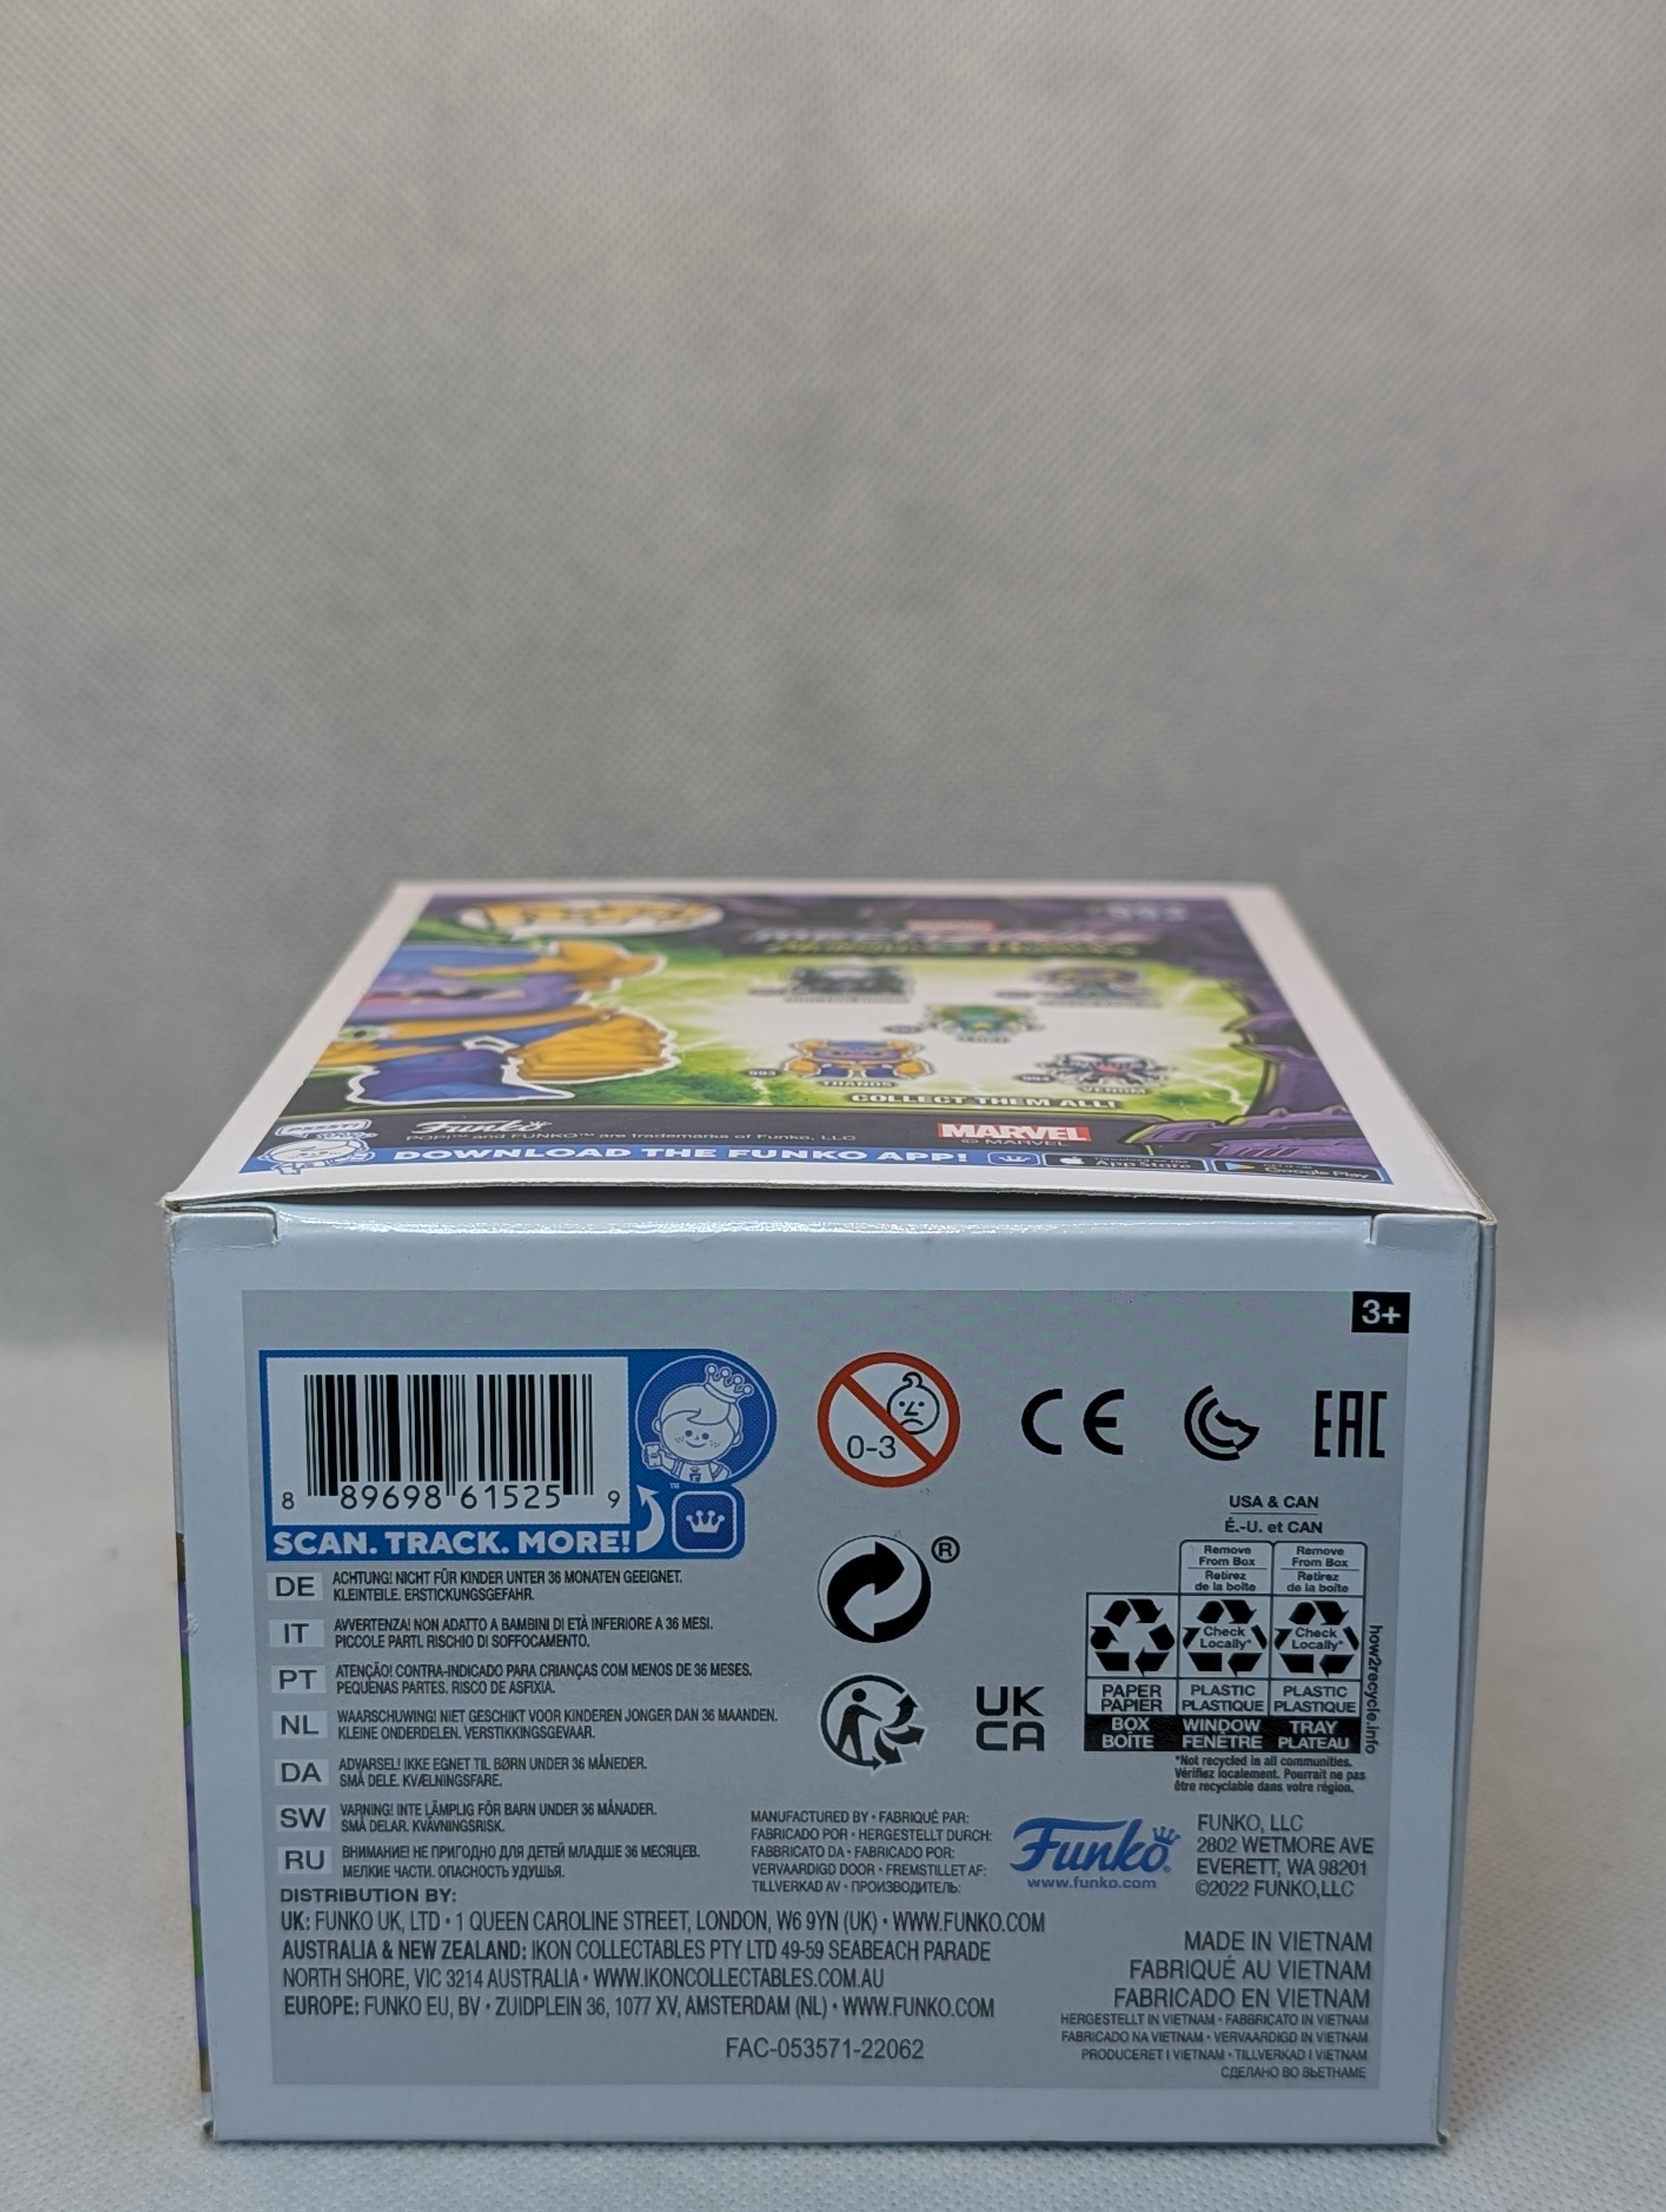 MARVEL
993
THANOS
994
VENOM
COLLECT THEM ALL!
Funko
POP!™ and FUNKO™ are trademarks of Funko, LLC
MARVEL
© MARVEL
DOWNLOAD THE FUNKO APP!
App Store
Google Play
3+
8 89698 61525 9
SCAN. TRACK. MORE!
™
0-3
CE
EAC
USA & CAN
É.-U. et CAN
®
Remove From Box
Retirez de la boîte
Remove From Box
Retirez de la boîte
Check Locally*
Check Locally*
PAPER PAPIER
PLASTIC PLASTIQUE
PLASTIC PLASTIQUE
BOX BOÎTE
WINDOW FENÊTRE
TRAY PLATEAU
how2recycle.info
*Not recycled in all communities.
Vérifiez localement. Pourrait ne pas
être recyclable dans votre région.
UK
CA
DE ACHTUNG! NICHT FÜR KINDER UNTER 36 MONATEN GEEIGNET.
KLEINTEILE. ERSTICKUNGSGEFAHR.
IT AVVERTENZA! NON ADATTO A BAMBINI DI ETÀ INFERIORE A 36 MESI.
PICCOLE PARTI. RISCHIO DI SOFFOCAMENTO.
PT ATENÇÃO! CONTRA-INDICADO PARA CRIANÇAS COM MENOS DE 36 MESES.
PEQUENAS PARTES. RISCO DE ASFIXIA.
NL WAARSCHUWING! NIET GESCHIKT VOOR KINDEREN JONGER DAN 36 MAANDEN.
KLEINE ONDERDELEN. VERSTIKKINGSGEVAAR.
DA ADVARSEL! IKKE EGNET TIL BØRN UNDER 36 MÅNEDER.
SMÅ DELE. KVÆLNINGSFARE.
SW VARNING! INTE LÄMPLIG FÖR BARN UNDER 36 MÅNADER.
SMÅ DELAR. KVÄVNINGSRISK.
RU ВНИМАНИЕ! НЕ ПРИГОДНО ДЛЯ ДЕТЕЙ МЛАДШЕ 36 МЕСЯЦЕВ.
МЕЛКИЕ ЧАСТИ. ОПАСНОСТЬ УДУШЬЯ.
MANUFACTURED BY • FABRIQUÉ PAR:
FABRICADO POR • HERGESTELLT DURCH:
FABBRICATO DA • FABRICADO POR:
VERVAARDIGD DOOR • FREMSTILLET AF:
TILLVERKAD AV • ПРОИЗВОДИТЕЛЬ:
Funko®
www.funko.com
FUNKO, LLC
2802 WETMORE AVE
EVERETT, WA 98201
©2022 FUNKO,LLC
DISTRIBUTION BY:
UK: FUNKO UK, LTD • 1 QUEEN CAROLINE STREET, LONDON, W6 9YN (UK) • WWW.FUNKO.COM
AUSTRALIA & NEW ZEALAND: IKON COLLECTABLES PTY LTD 49-59 SEABEACH PARADE
NORTH SHORE, VIC 3214 AUSTRALIA • WWW.IKONCOLLECTABLES.COM.AU
EUROPE: FUNKO EU, BV • ZUIDPLEIN 36, 1077 XV, AMSTERDAM (NL) • WWW.FUNKO.COM
FAC-053571-22062
MADE IN VIETNAM
FABRIQUÉ AU VIETNAM
FABRICADO EN VIETNAM
HERGESTELLT IN VIETNAM • FABBRICATO IN VIETNAM
FABRICADO NA VIETNAM • VERVAARDIGD IN VIETNAM
PRODUCERET I VIETNAM • TILLVERKAD I VIETNAM
СДЕЛАНО ВО ВЬЕТНАМЕ